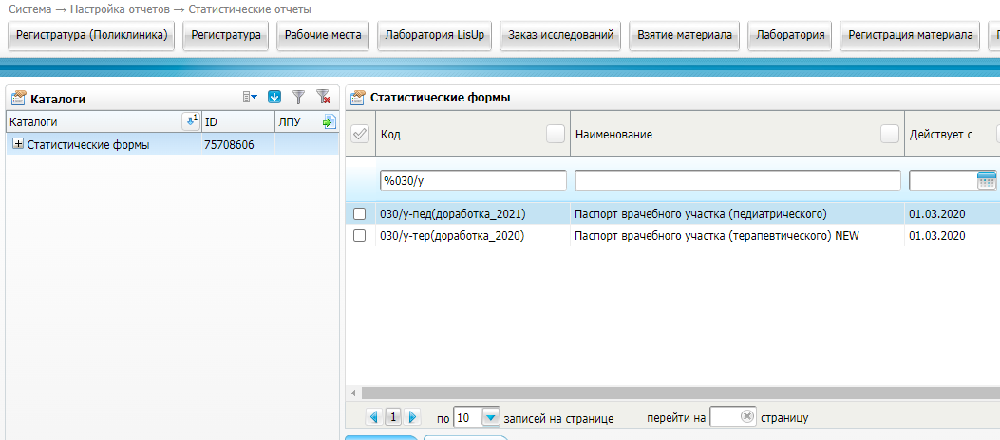 Система → Настройка отчетов → Статистические отчеты
Регистратура (Поликлиника) Регистратура Рабочие места Лаборатория LisUp Заказ исследований Взятие материала Лаборатория Регистрация материала
Каталоги
Каталоги 1 ID ЛПУ
Статистические формы 75708606
Статистические формы
Код Наименование Действует с
%030/у
030/у-пед(доработка_2021) Паспорт врачебного участка (педиатрического) 01.03.2020
030/у-тер(доработка_2020) Паспорт врачебного участка (терапевтического) NEW 01.03.2020
1 по 10 записей на странице перейти на страницу